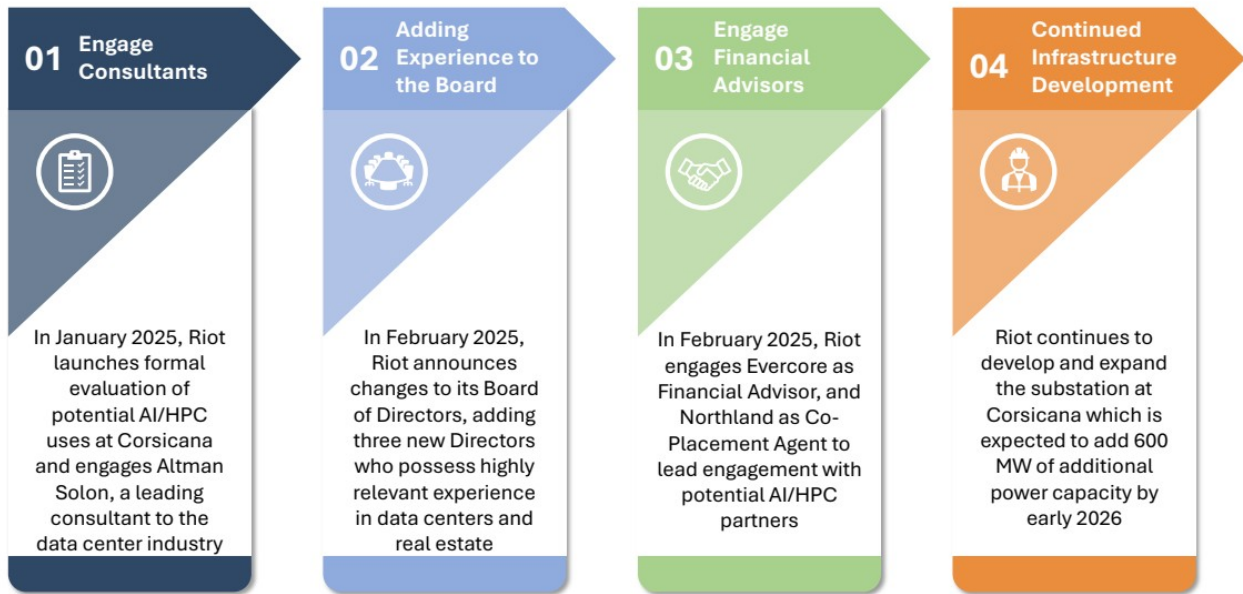 01
Engage
Consultants
In January 2025, Riot
launches formal
evaluation of
potential AI/HPC
uses at Corsicana
and engages Altman
Solon, a leading
consultant to the
data center industry
02
Adding
Experience to
the Board
In February 2025,
Riot announces
changes to its Board
of Directors, adding
three new Directors
who possess highly
relevant experience
in data centers and
real estate
03
Engage
Financial
Advisors
In February 2025, Riot
engages Evercore as
Financial Advisor, and
Northland as Co-
Placement Agent to
lead engagement with
potential AI/HPC
partners
04
Continued
Infrastructure
Development
Riot continues to
develop and expand
the substation at
Corsicana which is
expected to add 600
MW of additional
power capacity by
early 2026